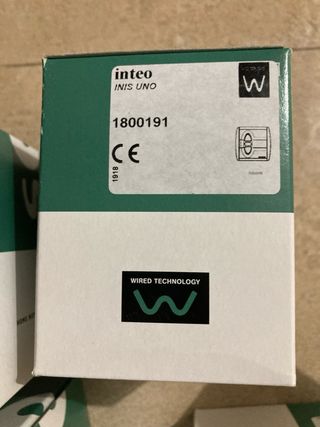 inteo
INIS UNO
1800191
CE
1918
WIRED TECHNOLOGY